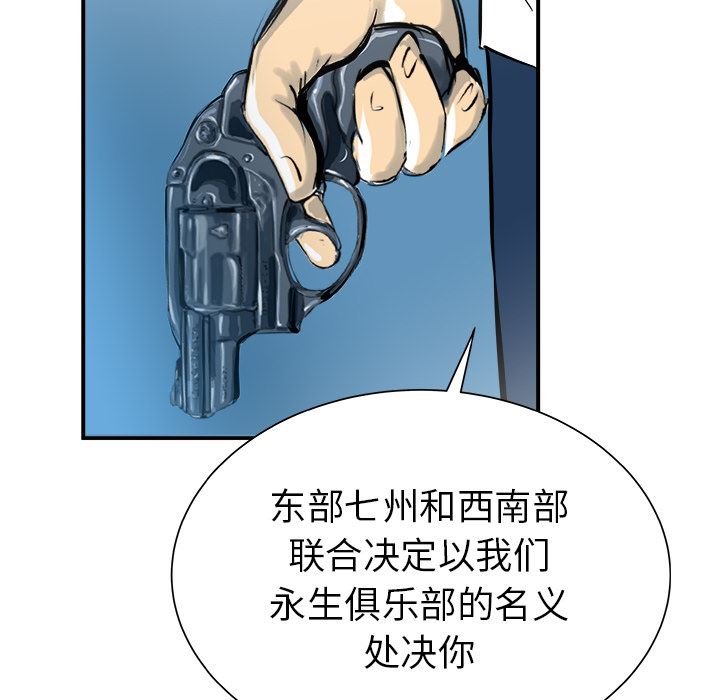 东部七州和西南部
联合决定以我们
永生俱乐部的名义
处决你